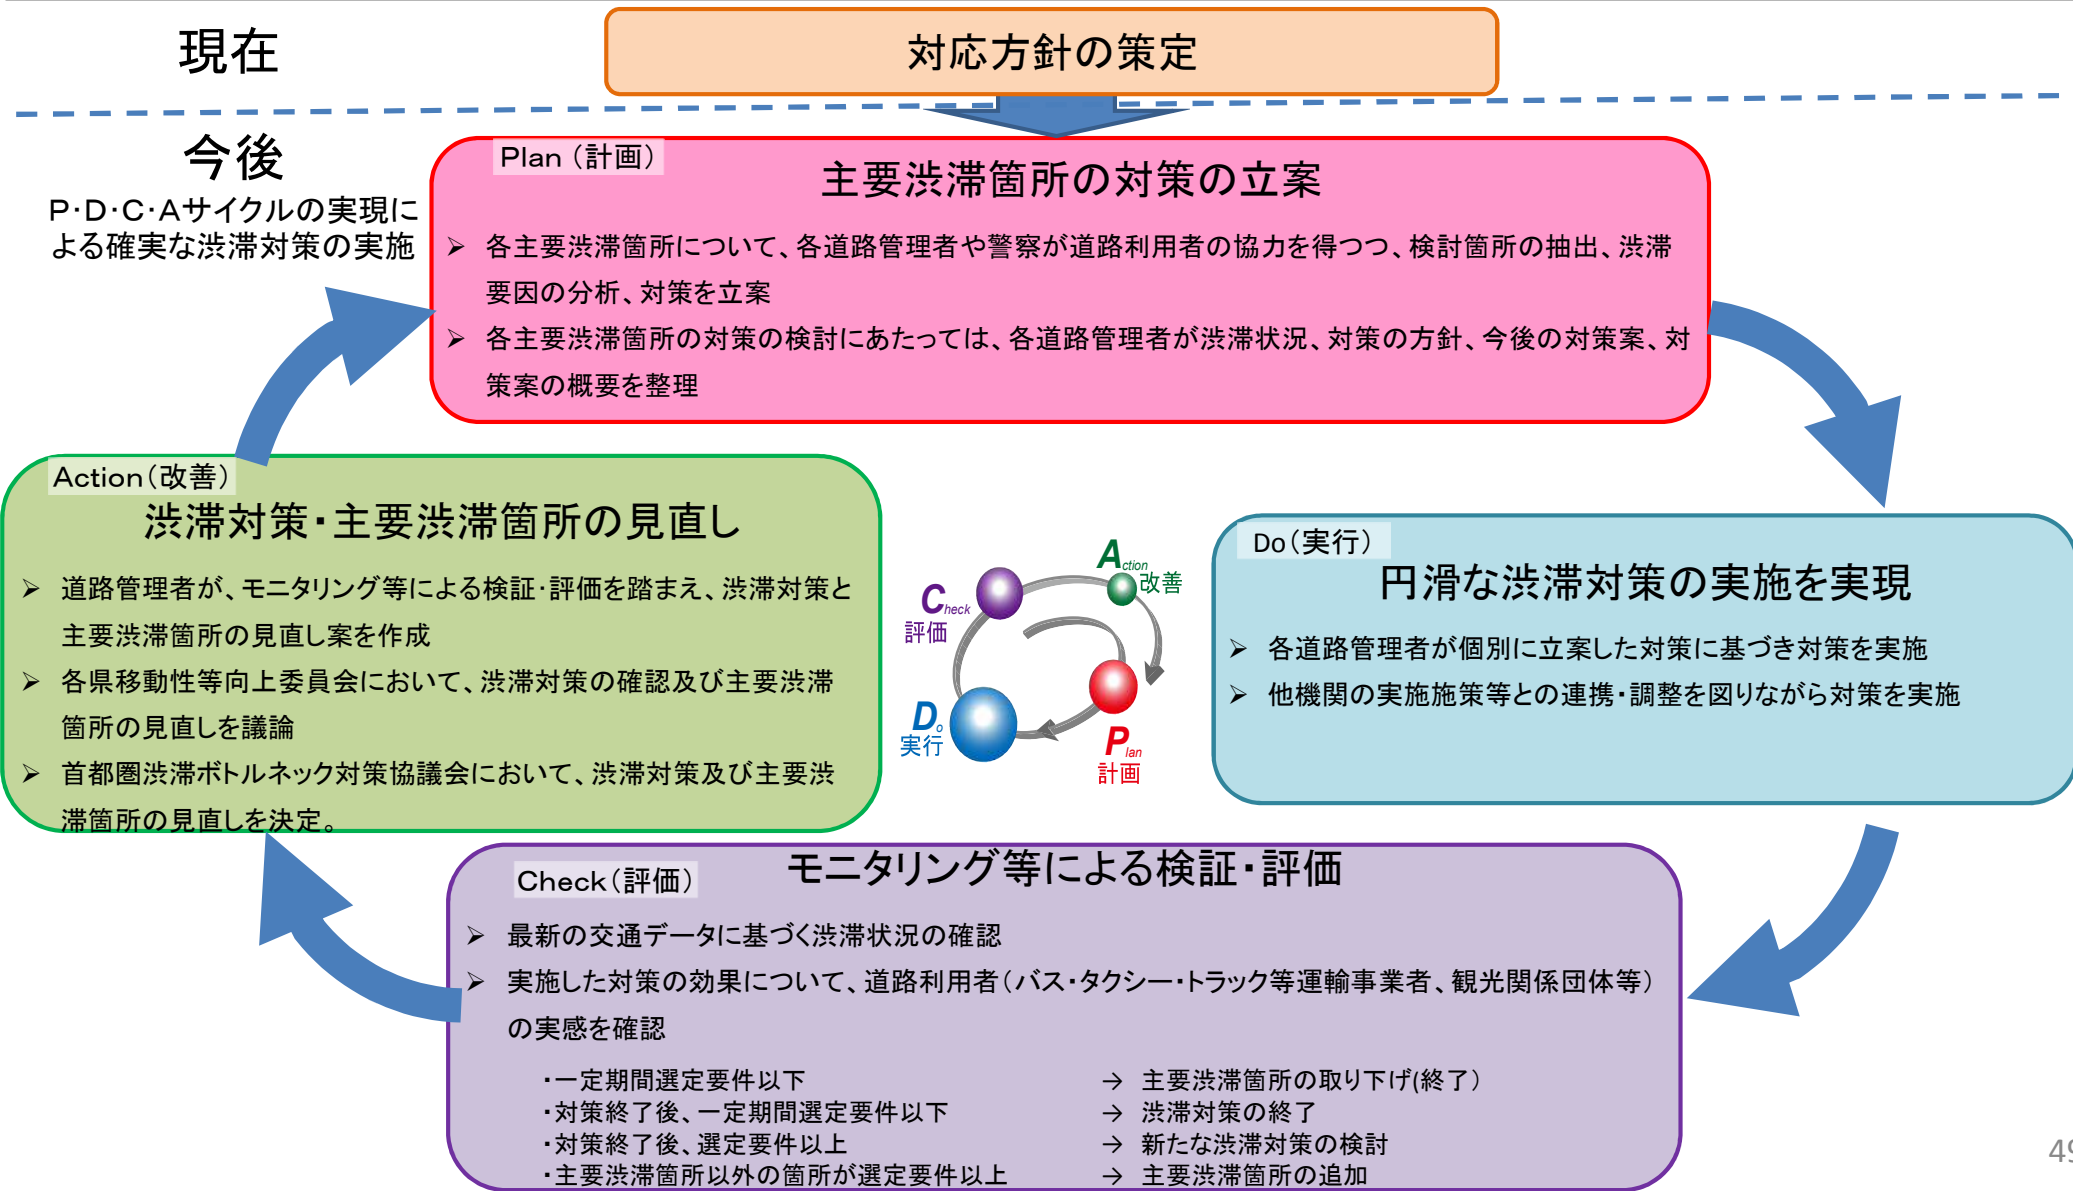 現在
対応方針の策定
今後
P・D・C・Aサイクルの実現に
よる確実な渋滞対策の実施
Plan（計画）
主要渋滞箇所の対策の立案
➢ 各主要渋滞箇所について、各道路管理者や警察が道路利用者の協力を得つつ、検討箇所の抽出、渋滞
要因の分析、対策を立案
➢ 各主要渋滞箇所の対策の検討にあたっては、各道路管理者が渋滞状況、対策の方針、今後の対策案、対
策案の概要を整理
Action（改善）
渋滞対策・主要渋滞箇所の見直し
➢ 道路管理者が、モニタリング等による検証・評価を踏まえ、渋滞対策と
主要渋滞箇所の見直し案を作成
➢ 各県移動性等向上委員会において、渋滞対策の確認及び主要渋滞
箇所の見直しを議論
➢ 首都圏渋滞ボトルネック対策協議会において、渋滞対策及び主要渋
滞箇所の見直しを決定。
Action
改善
Check
評価
Do
実行
Plan
計画
Do（実行）
円滑な渋滞対策の実施を実現
➢ 各道路管理者が個別に立案した対策に基づき対策を実施
➢ 他機関の実施施策等との連携・調整を図りながら対策を実施
Check（評価）
モニタリング等による検証・評価
➢ 最新の交通データに基づく渋滞状況の確認
➢ 実施した対策の効果について、道路利用者（バス・タクシー・トラック等運輸事業者、観光関係団体等）
の実感を確認
・一定期間選定要件以下 → 主要渋滞箇所の取り下げ(終了）
・対策終了後、一定期間選定要件以下 → 渋滞対策の終了
・対策終了後、選定要件以上 → 新たな渋滞対策の検討
・主要渋滞箇所以外の箇所が選定要件以上 → 主要渋滞箇所の追加
49